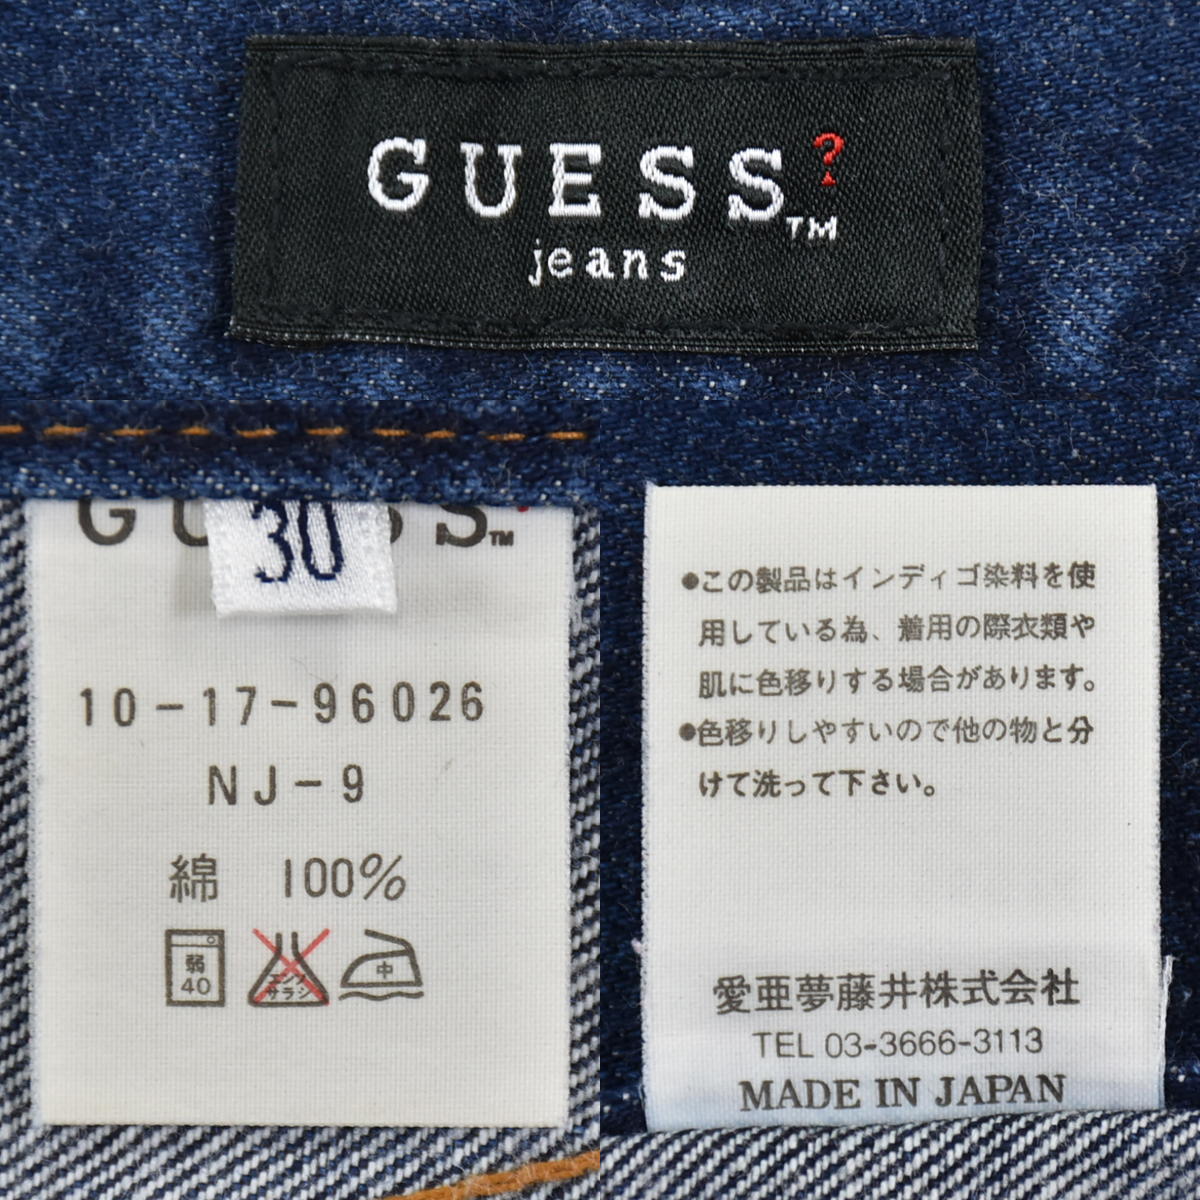 GUESS?™
jeans
GUESS™
30
10-17-96026
NJ-9
綿 100%
弱
40
エンソ
サラシ
中
●この製品はインディゴ染料を使
用している為、着用の際衣類や
肌に色移りする場合があります。
●色移りしやすいので他の物と分
けて洗って下さい。
愛亜夢藤井株式会社
TEL 03-3666-3113
MADE IN JAPAN